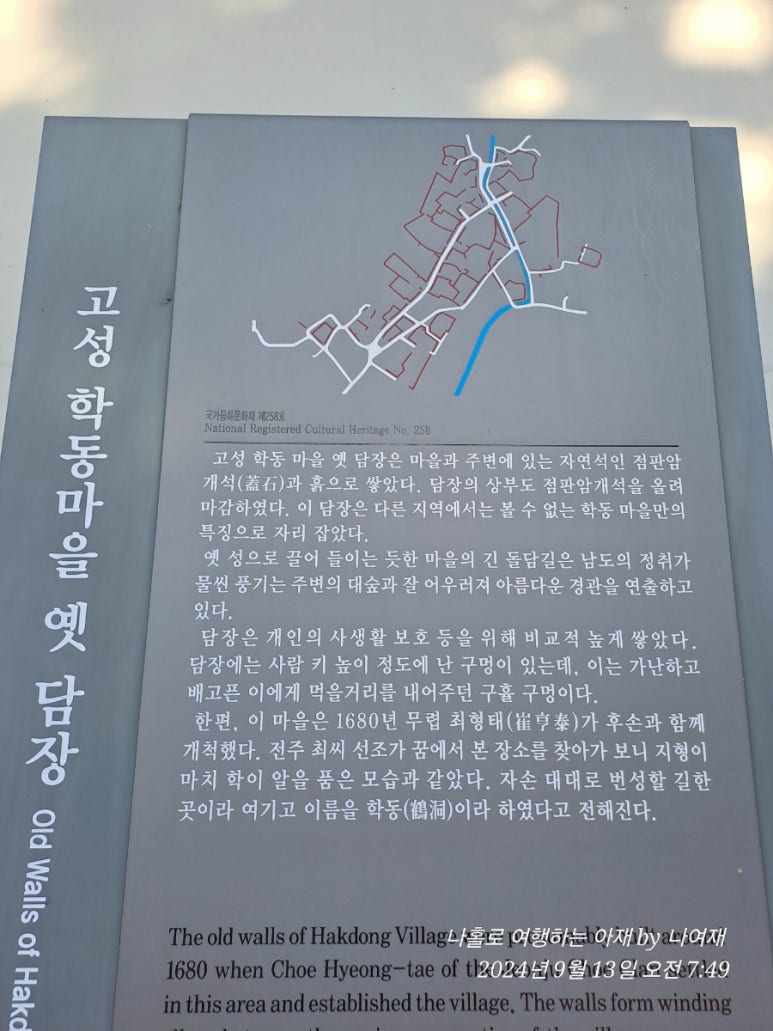 고성 학동마을 옛 담장 Old Walls of Hakd
국가등록문화재 제258호
National Registered Cultural Heritage No. 258
고성 학동 마을 옛 담장은 마을과 주변에 있는 자연석인 점판암
개석(蓋石)과 흙으로 쌓았다. 담장의 상부도 점판암개석을 올려
마감하였다. 이 담장은 다른 지역에서는 볼 수 없는 학동 마을만의
특징으로 자리 잡았다.
옛 성으로 끌어 들이는 듯한 마을의 긴 돌담길은 남도의 정취가
물씬 풍기는 주변의 대숲과 잘 어우러져 아름다운 경관을 연출하고
있다.
담장은 개인의 사생활 보호 등을 위해 비교적 높게 쌓았다.
담장에는 사람 키 높이 정도에 난 구멍이 있는데, 이는 가난하고
배고픈 이에게 먹을거리를 내어주던 구휼 구멍이다.
한편, 이 마을은 1680년 무렵 최형태(崔亨泰)가 후손과 함께
개척했다. 전주 최씨 선조가 꿈에서 본 장소를 찾아가 보니 지형이
마치 학이 알을 품은 모습과 같았다. 자손 대대로 번성할 길한
곳이라 여기고 이름을 학동(鶴洞)이라 하였다고 전해진다.
The old walls of Hakdong Village
나홀로 여행하는 아재 by 나여재
1680 when Choe Hyeong-tae of the
2024년 9월 13일 오전 7:49
in this area and established the village. The walls form winding